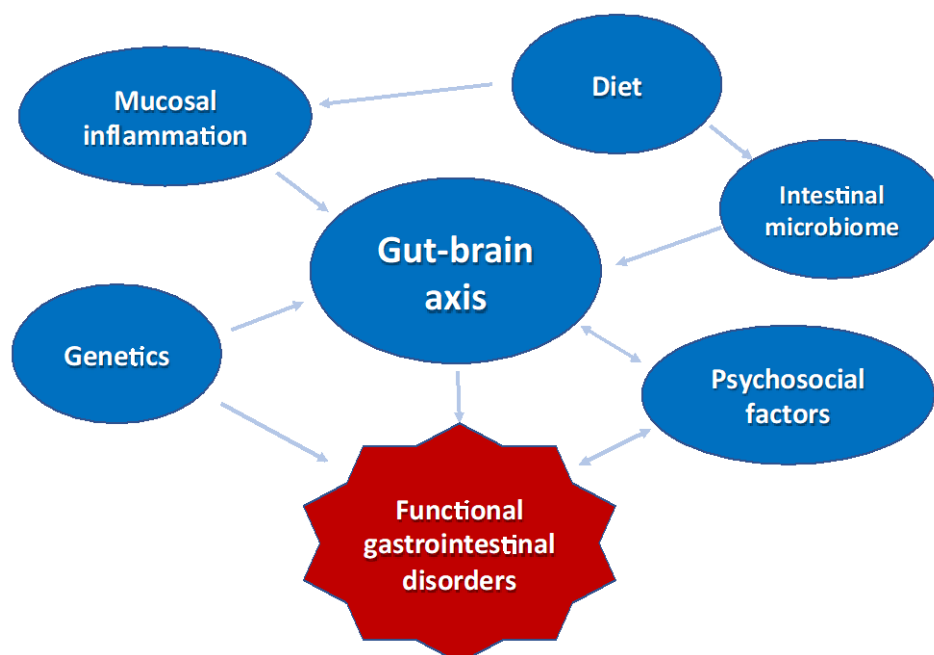 Diet
Mucosal
inflammation
Intestinal
microbiome
Gut-brain
axis
Genetics
Psychosocial
factors
Functional
gastrointestinal
disorders